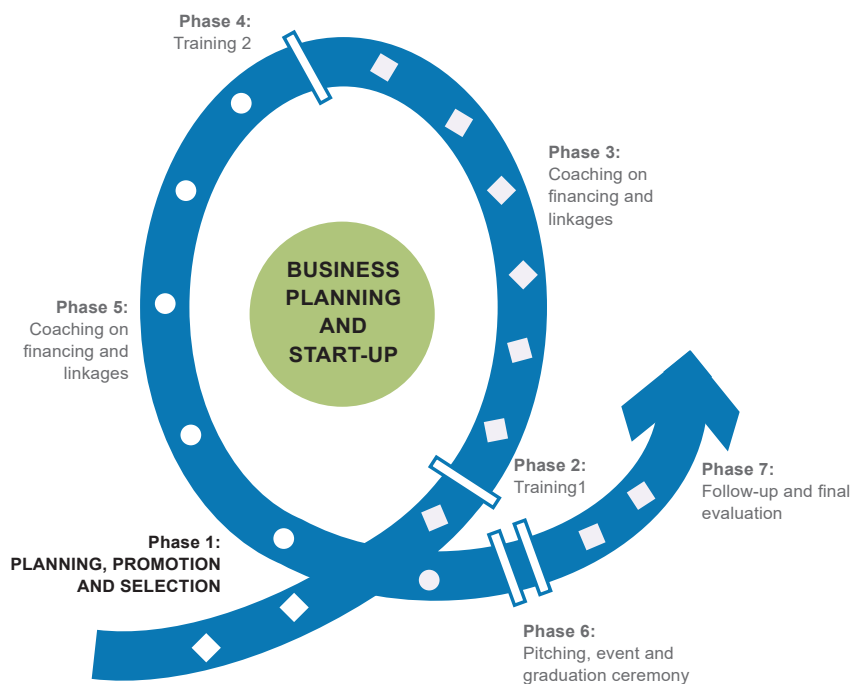 Phase 4:
Training 2
Phase 3:
Coaching on
financing and
linkages
BUSINESS
PLANNING
AND
START-UP
Phase 5:
Coaching on
financing and
linkages
Phase 2:
Training1
Phase 7:
Follow-up and final
evaluation
Phase 1:
PLANNING, PROMOTION
AND SELECTION
Phase 6:
Pitching, event and
graduation ceremony